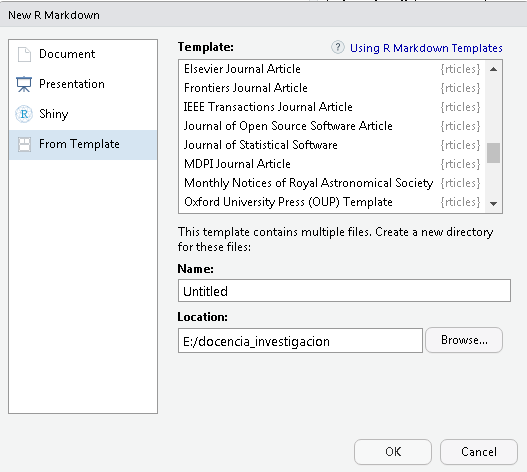 New R Markdown
Document
Presentation
Shiny
From Template
Template:
? Using R Markdown Templates
Elsevier Journal Article {rticles}
Frontiers Journal Article {rticles}
IEEE Transactions Journal Article {rticles}
Journal of Open Source Software Article {rticles}
Journal of Statistical Software {rticles}
MDPI Journal Article {rticles}
Monthly Notices of Royal Astronomical Society {rticles}
Oxford University Press (OUP) Template {rticles}
This template contains multiple files. Create a new directory
for these files:
Name:
Untitled
Location:
E:/docencia_investigacion
Browse...
OK
Cancel